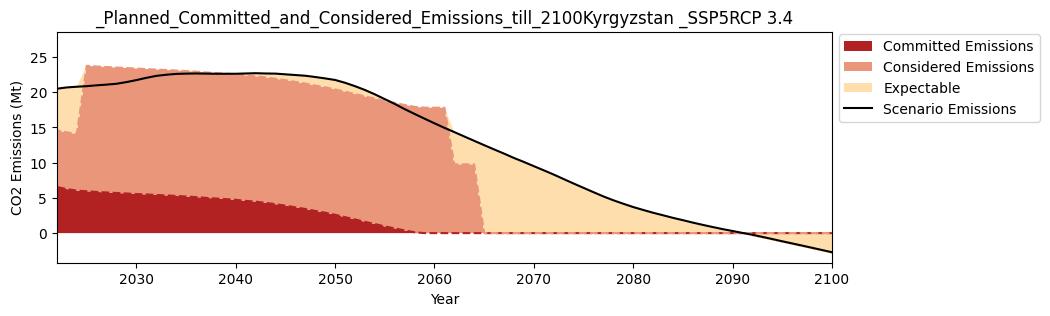 _Planned_Committed_and_Considered_Emissions_till_2100Kyrgyzstan _SSP5RCP 3.4
Committed Emissions
Considered Emissions
Expectable
Scenario Emissions
CO2 Emissions (Mt)
25
20
15
10
5
0
2030 2040 2050 2060 2070 2080 2090 2100
Year